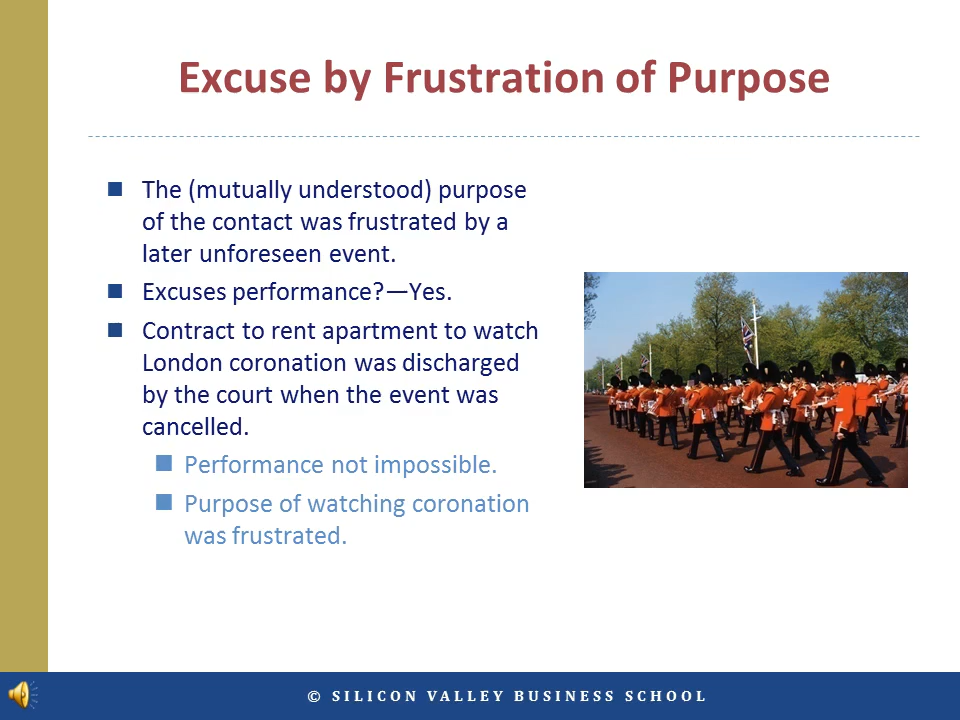 Excuse by Frustration of Purpose
The (mutually understood) purpose
of the contact was frustrated by a
later unforeseen event.
Excuses performance?—Yes.
Contract to rent apartment to watch
London coronation was discharged
by the court when the event was
cancelled.
Performance not impossible.
Purpose of watching coronation
was frustrated.
© SILICON VALLEY BUSINESS SCHOOL